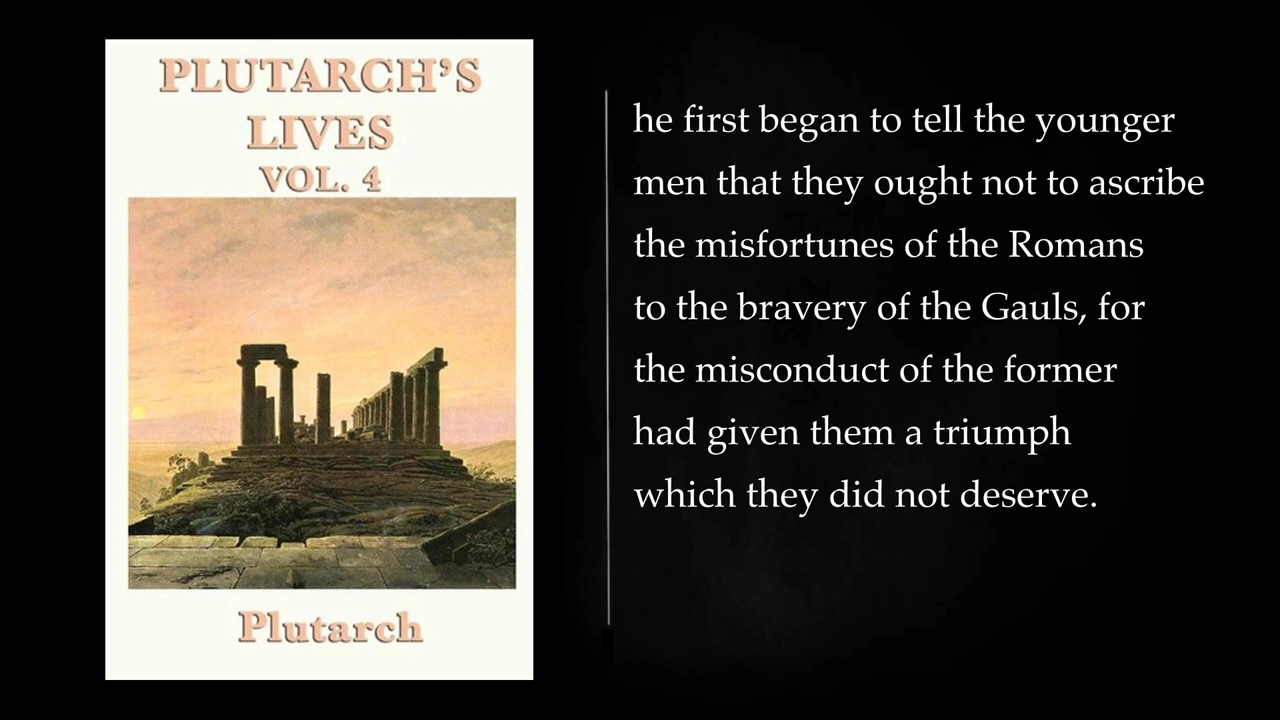 PLUTARCH'S
LIVES
VOL. 4
Plutarch
he first began to tell the younger
men that they ought not to ascribe
the misfortunes of the Romans
to the bravery of the Gauls, for
the misconduct of the former
had given them a triumph
which they did not deserve.